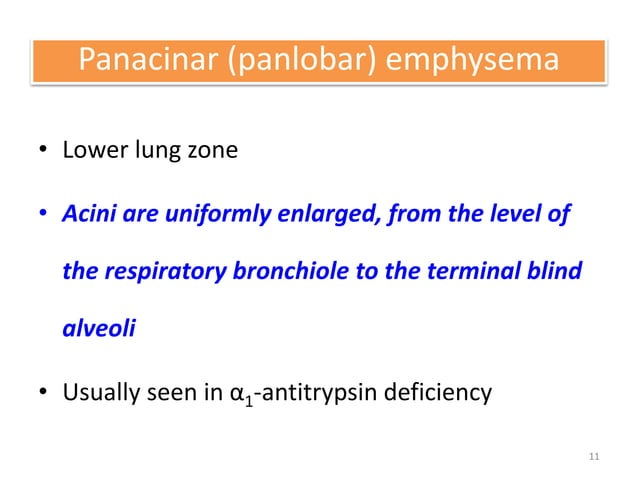 Panacinar (panlobar) emphysema
• Lower lung zone
• Acini are uniformly enlarged, from the level of
the respiratory bronchiole to the terminal blind
alveoli
• Usually seen in α₁-antitrypsin deficiency
11